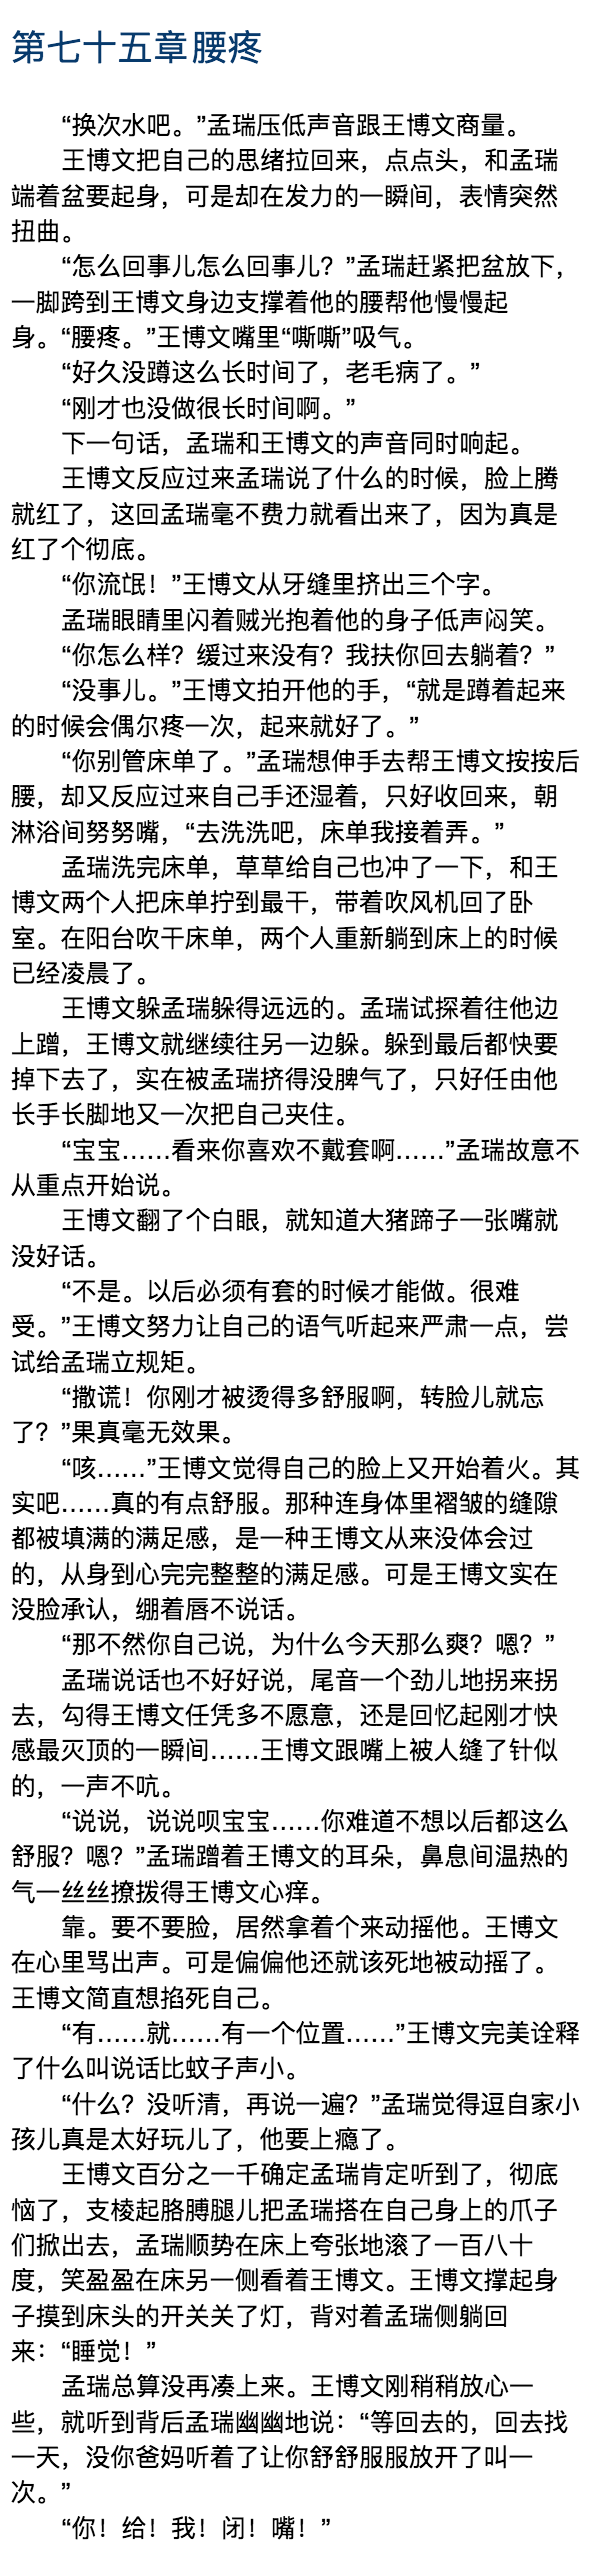 第七十五章腰疼
“换次水吧。”孟瑞压低声音跟王博文商量。
王博文把自己的思绪拉回来，点点头，和孟瑞
端着盆要起身，可是却在发力的一瞬间，表情突然
扭曲。
“怎么回事儿怎么回事儿？”孟瑞赶紧把盆放下，
一脚跨到王博文身边支撑着他的腰帮他慢慢起
身。“腰疼。”王博文嘴里“嘶嘶”吸气。
“好久没蹲这么长时间了，老毛病了。”
“刚才也没做很长时间啊。”
下一句话，孟瑞和王博文的声音同时响起。
王博文反应过来孟瑞说了什么的时候，脸上腾
就红了，这回孟瑞毫不费力就看出来了，因为真是
红了个彻底。
“你流氓！”王博文从牙缝里挤出三个字。
孟瑞眼睛里闪着贼光抱着他的身子低声闷笑。
“你怎么样？缓过来没有？我扶你回去躺着？”
“没事儿。”王博文拍开他的手，“就是蹲着起来
的时候会偶尔疼一次，起来就好了。”
“你别管床单了。”孟瑞想伸手去帮王博文按按后
腰，却又反应过来自己手还湿着，只好收回来，朝
淋浴间努努嘴，“去洗洗吧，床单我接着弄。”
孟瑞洗完床单，草草给自己也冲了一下，和王
博文两个人把床单拧到最干，带着吹风机回了卧
室。在阳台吹干床单，两个人重新躺到床上的时候
已经凌晨了。
王博文躲孟瑞躲得远远的。孟瑞试探着往他边
上蹭，王博文就继续往另一边躲。躲到最后都快要
掉下去了，实在被孟瑞挤得没脾气了，只好任由他
长手长脚地又一次把自己夹住。
“宝宝……看来你喜欢不戴套啊……”孟瑞故意不
从重点开始说。
王博文翻了个白眼，就知道大猪蹄子一张嘴就
没好话。
“不是。以后必须有套的时候才能做。很难
受。”王博文努力让自己的语气听起来严肃一点，尝
试给孟瑞立规矩。
“撒谎！你刚才被烫得多舒服啊，转脸儿就忘
了？”果真毫无效果。
“咳……”王博文觉得自己的脸上又开始着火。其
实吧……真的有点舒服。那种连身体里褶皱的缝隙
都被填满的满足感，是一种王博文从来没体会过
的，从身到心完完整整的满足感。可是王博文实在
没脸承认，绷着唇不说话。
“那不然你自己说，为什么今天那么爽？嗯？”
孟瑞说话也不好好说，尾音一个劲儿地拐来拐
去，勾得王博文任凭多不愿意，还是回忆起刚才快
感最灭顶的一瞬间……王博文跟嘴上被人缝了针似
的，一声不吭。
“说说，说说呗宝宝……你难道不想以后都这么
舒服？嗯？”孟瑞蹭着王博文的耳朵，鼻息间温热的
气一丝丝撩拨得王博文心痒。
靠。要不要脸，居然拿着个来动摇他。王博文
在心里骂出声。可是偏偏他还就该死地被动摇了。
王博文简直想掐死自己。
“有……就……有一个位置……”王博文完美诠释
了什么叫说话比蚊子声小。
“什么？没听清，再说一遍？”孟瑞觉得逗自家小
孩儿真是太好玩儿了，他要上瘾了。
王博文百分之一千确定孟瑞肯定听到了，彻底
恼了，支棱起胳膊腿儿把孟瑞搭在自己身上的爪子
们掀出去，孟瑞顺势在床上夸张地滚了一百八十
度，笑盈盈在床另一侧看着王博文。王博文撑起身
子摸到床头的开关关了灯，背对着孟瑞侧躺回
来：“睡觉！”
孟瑞总算没再凑上来。王博文刚稍稍放心一
些，就听到背后孟瑞幽幽地说：“等回去的，回去找
一天，没你爸妈听着了让你舒舒服服放开了叫一
次。”
“你！给！我！闭！嘴！”